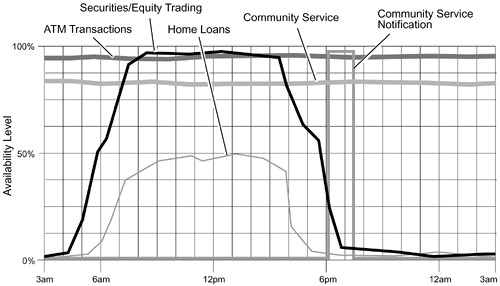 Securities/Equity Trading
ATM Transactions
Home Loans
Community Service
Community Service
Notification
100%
50%
0%
Availability Level
3am
6am
12pm
6pm
12am
3am